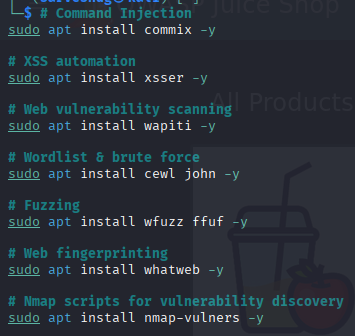 └─$ # Command Injection
sudo apt install commix -y
# XSS automation
sudo apt install xsser -y
# Web vulnerability scanning
sudo apt install wapiti -y
# Wordlist & brute force
sudo apt install cewl john -y
# Fuzzing
sudo apt install wfuzz ffuf -y
# Web fingerprinting
sudo apt install whatweb -y
# Nmap scripts for vulnerability discovery
sudo apt install nmap-vulners -y
Juice Shop
All Products